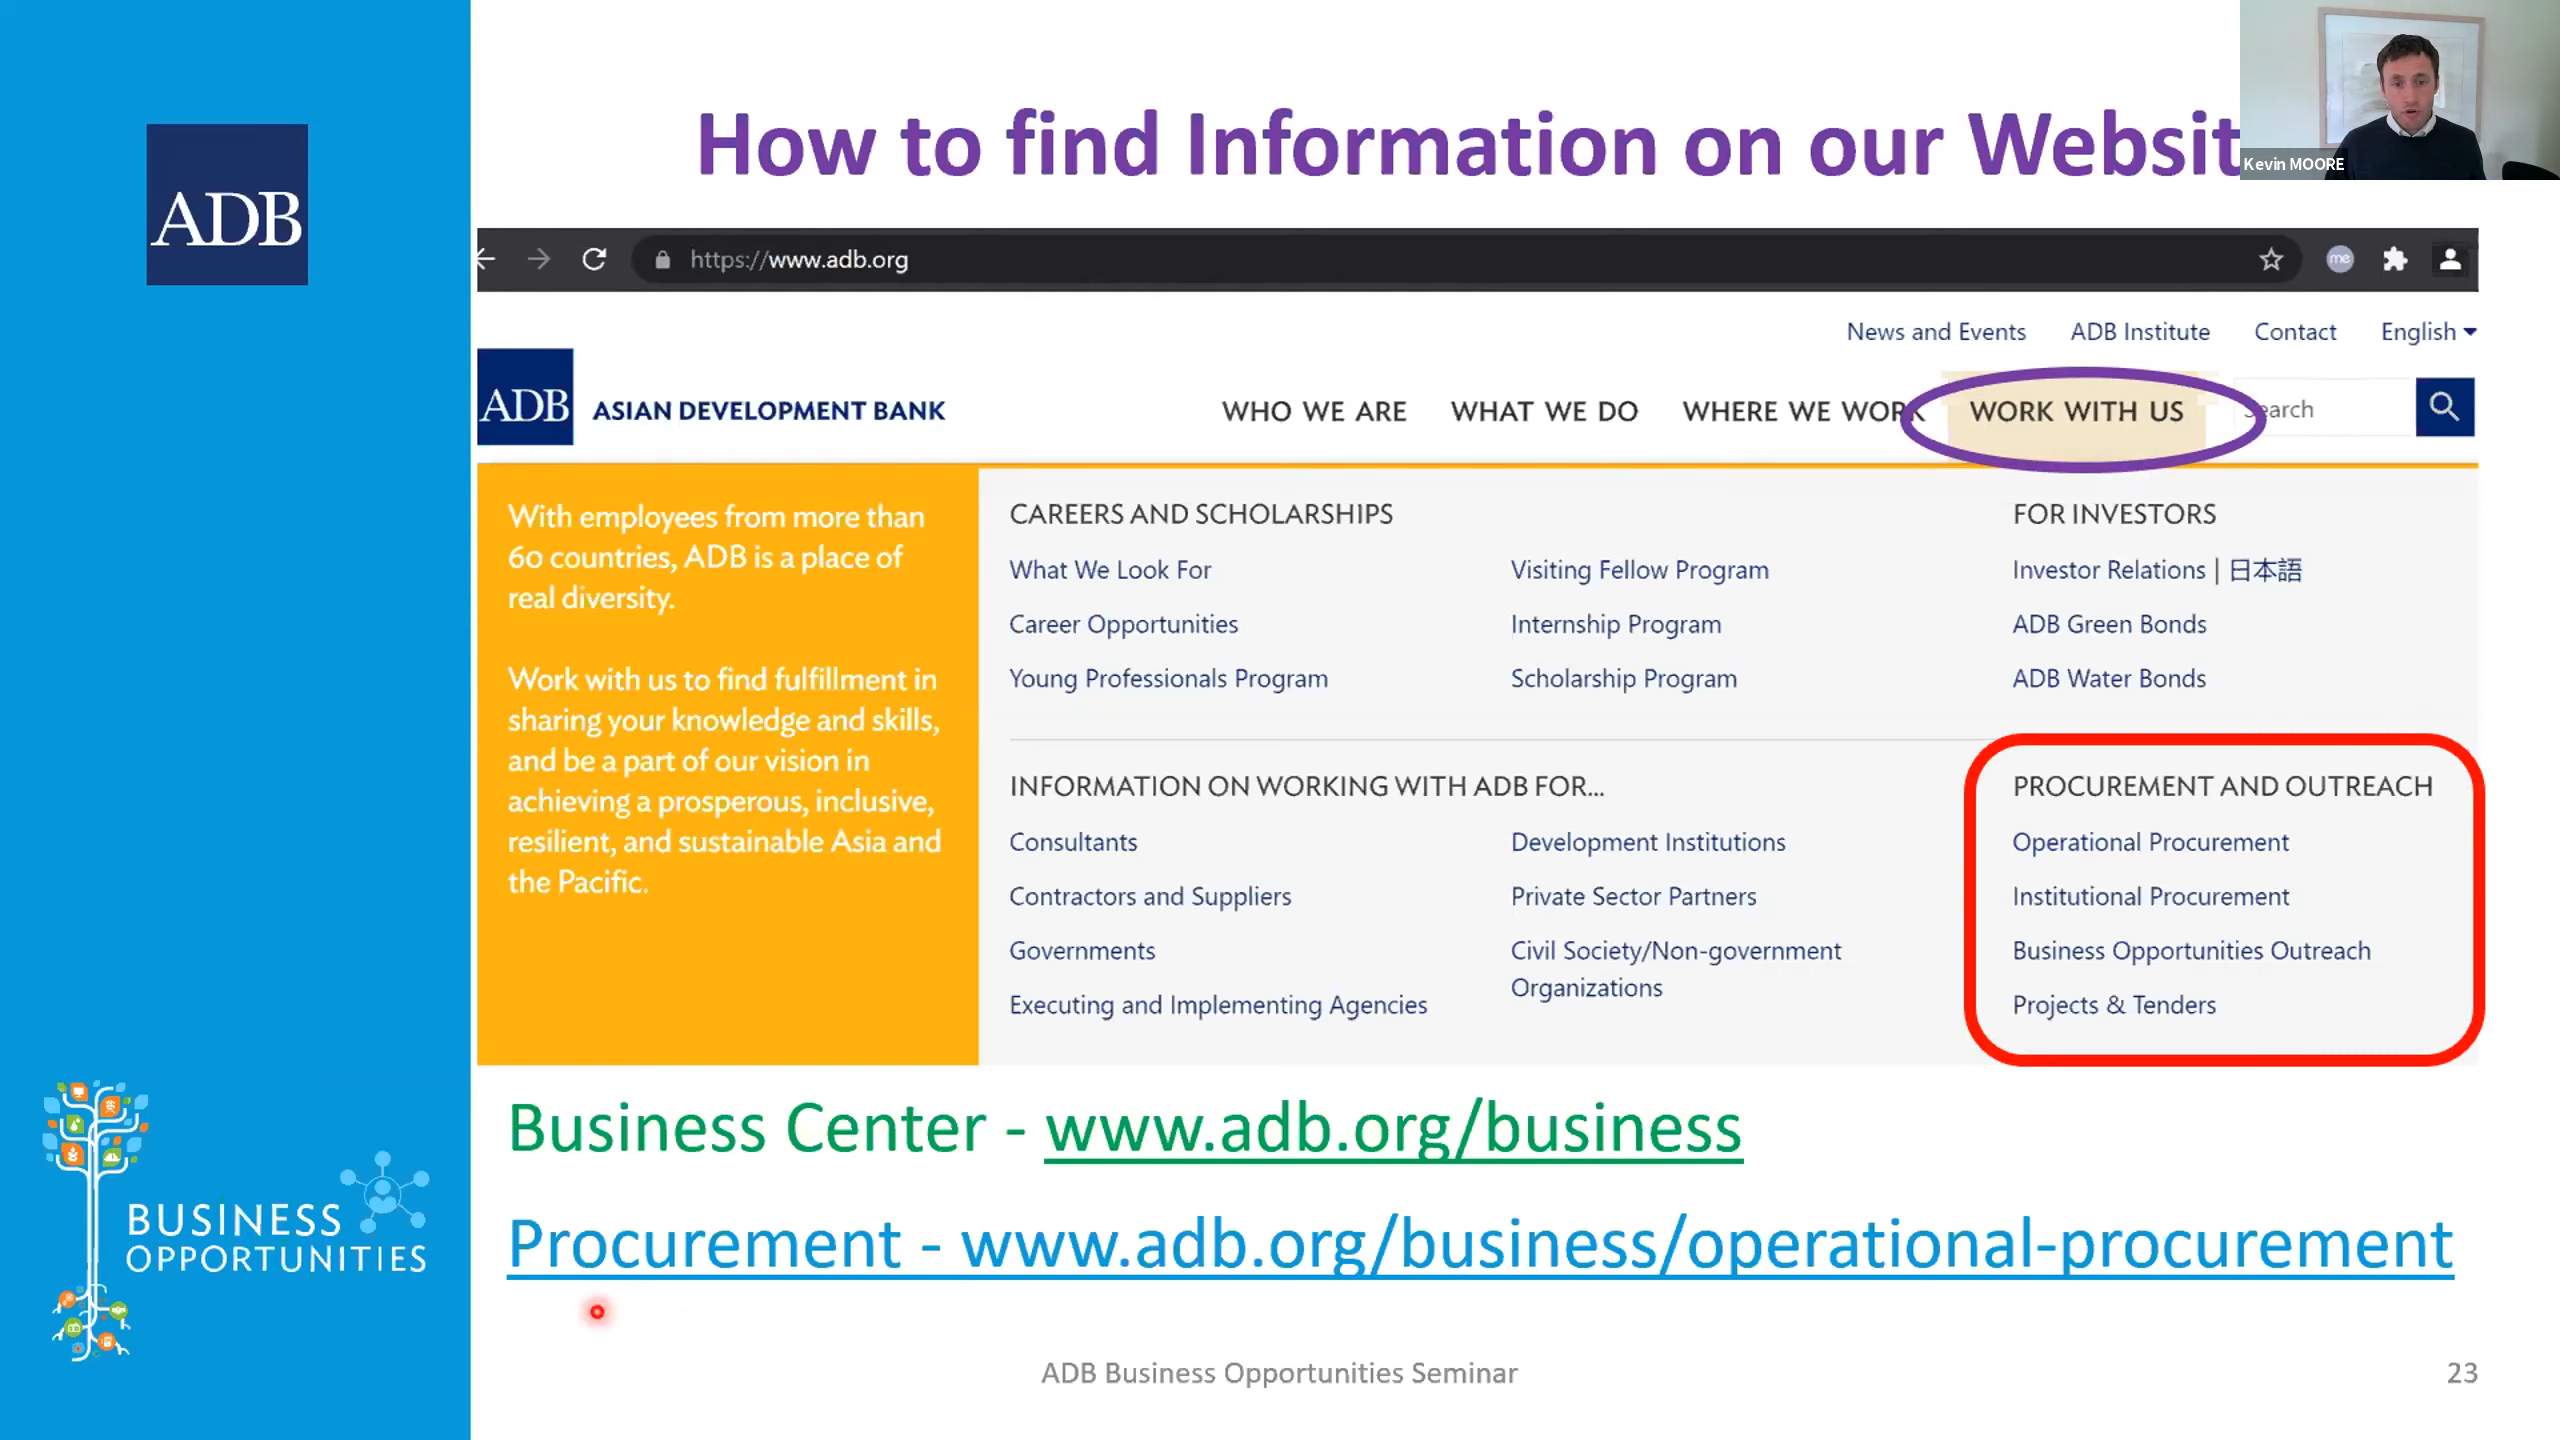 How to find Information on our Websit
Kevin MOORE
ADB
https://www.adb.org
me
News and Events ADB Institute Contact English
ADB ASIAN DEVELOPMENT BANK
WHO WE ARE WHAT WE DO WHERE WE WORK WORK WITH US
With employees from more than
60 countries, ADB is a place of
real diversity.
Work with us to find fulfillment in
sharing your knowledge and skills,
and be a part of our vision in
achieving a prosperous, inclusive,
resilient, and sustainable Asia and
the Pacific.
CAREERS AND SCHOLARSHIPS
What We Look For
Career Opportunities
Young Professionals Program
Visiting Fellow Program
Internship Program
Scholarship Program
FOR INVESTORS
Investor Relations | 日本語
ADB Green Bonds
ADB Water Bonds
INFORMATION ON WORKING WITH ADB FOR...
Consultants
Contractors and Suppliers
Governments
Executing and Implementing Agencies
Development Institutions
Private Sector Partners
Civil Society/Non-government
Organizations
PROCUREMENT AND OUTREACH
Operational Procurement
Institutional Procurement
Business Opportunities Outreach
Projects & Tenders
Business Center - www.adb.org/business
Procurement - www.adb.org/business/operational-procurement
BUSINESS
OPPORTUNITIES
ADB Business Opportunities Seminar
23